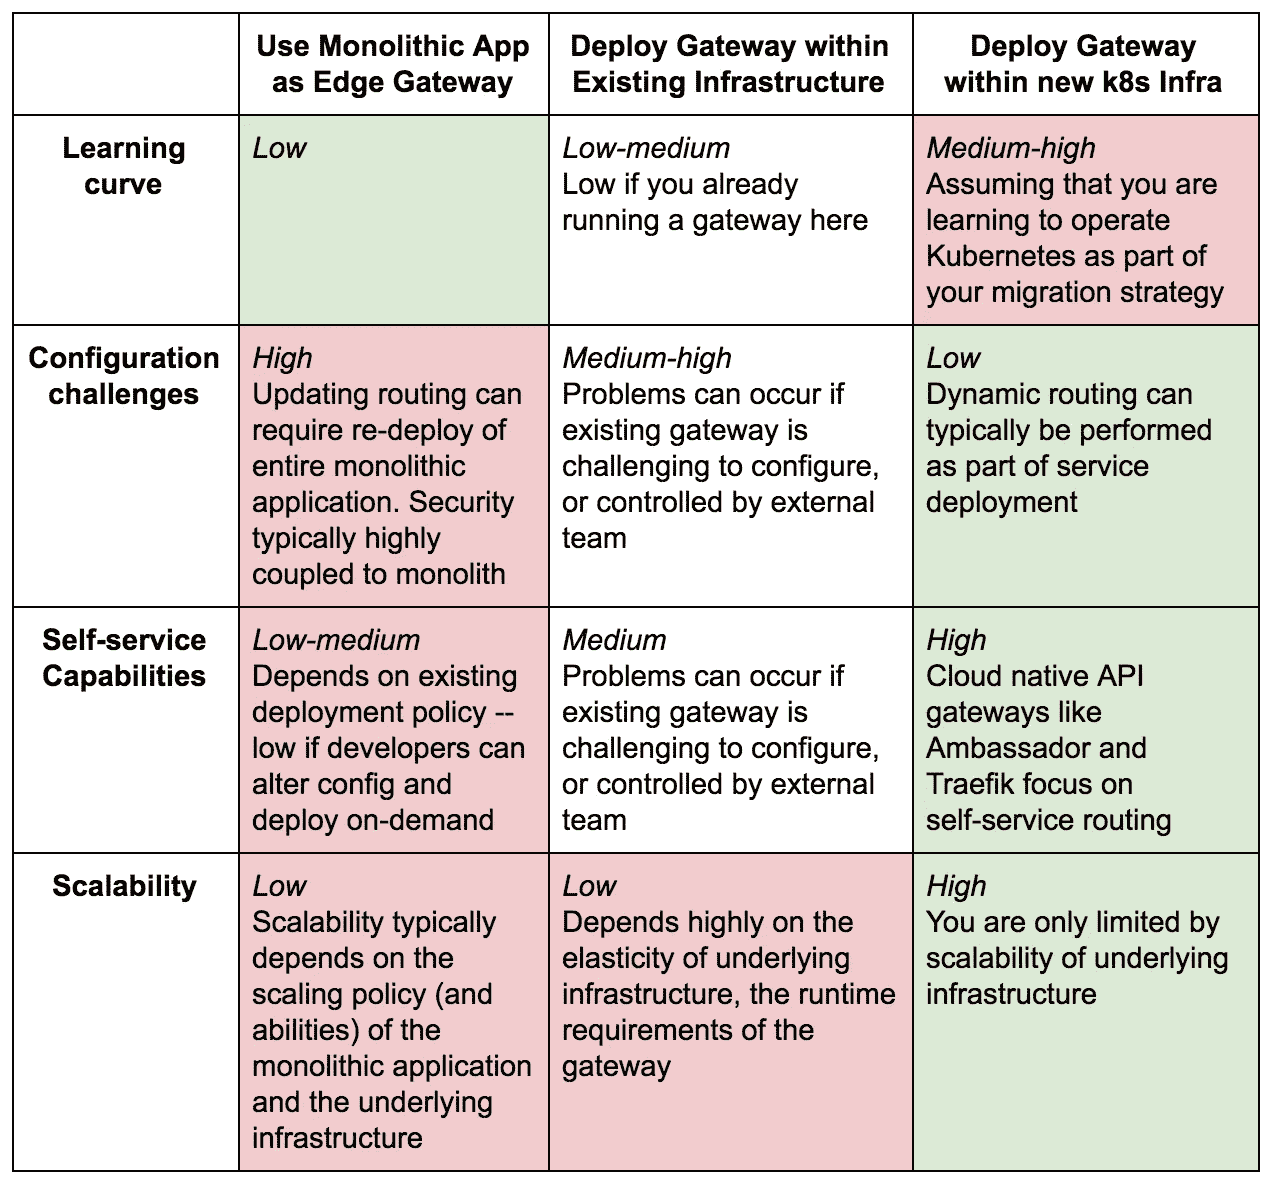 Use Monolithic App
as Edge Gateway
Deploy Gateway within
Existing Infrastructure
Deploy Gateway
within new k8s Infra
Learning
curve
Low
Low-medium
Low if you already
running a gateway here
Medium-high
Assuming that you are
learning to operate
Kubernetes as part of
your migration strategy
Configuration
challenges
High
Updating routing can
require re-deploy of
entire monolithic
application. Security
typically highly
coupled to monolith
Medium-high
Problems can occur if
existing gateway is
challenging to configure,
or controlled by external
team
Low
Dynamic routing can
typically be performed
as part of service
deployment
Self-service
Capabilities
Low-medium
Depends on existing
deployment policy --
low if developers can
alter config and
deploy on-demand
Medium
Problems can occur if
existing gateway is
challenging to configure,
or controlled by external
team
High
Cloud native API
gateways like
Ambassador and
Traefik focus on
self-service routing
Scalability
Low
Scalability typically
depends on the
scaling policy (and
abilities) of the
monolithic application
and the underlying
infrastructure
Low
Depends highly on the
elasticity of underlying
infrastructure, the runtime
requirements of the
gateway
High
You are only limited by
scalability of underlying
infrastructure